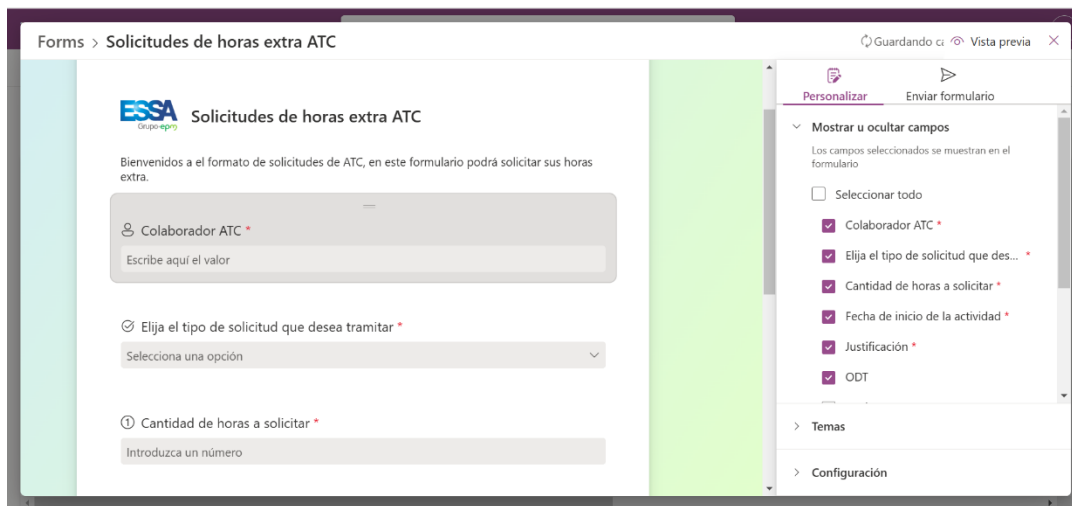 Forms > Solicitudes de horas extra ATC
Guardando ca
Vista previa
ESSA
Grupo·epm
Solicitudes de horas extra ATC
Bienvenidos a el formato de solicitudes de ATC, en este formulario podrá solicitar sus horas
extra.
Colaborador ATC *
Escribe aquí el valor
Elija el tipo de solicitud que desea tramitar *
Selecciona una opción
1 Cantidad de horas a solicitar *
Introduzca un número
Personalizar
Enviar formulario
Mostrar u ocultar campos
Los campos seleccionados se muestran en el
formulario
Seleccionar todo
Colaborador ATC *
Elija el tipo de solicitud que des... *
Cantidad de horas a solicitar *
Fecha de inicio de la actividad *
Justificación *
ODT
Temas
Configuración